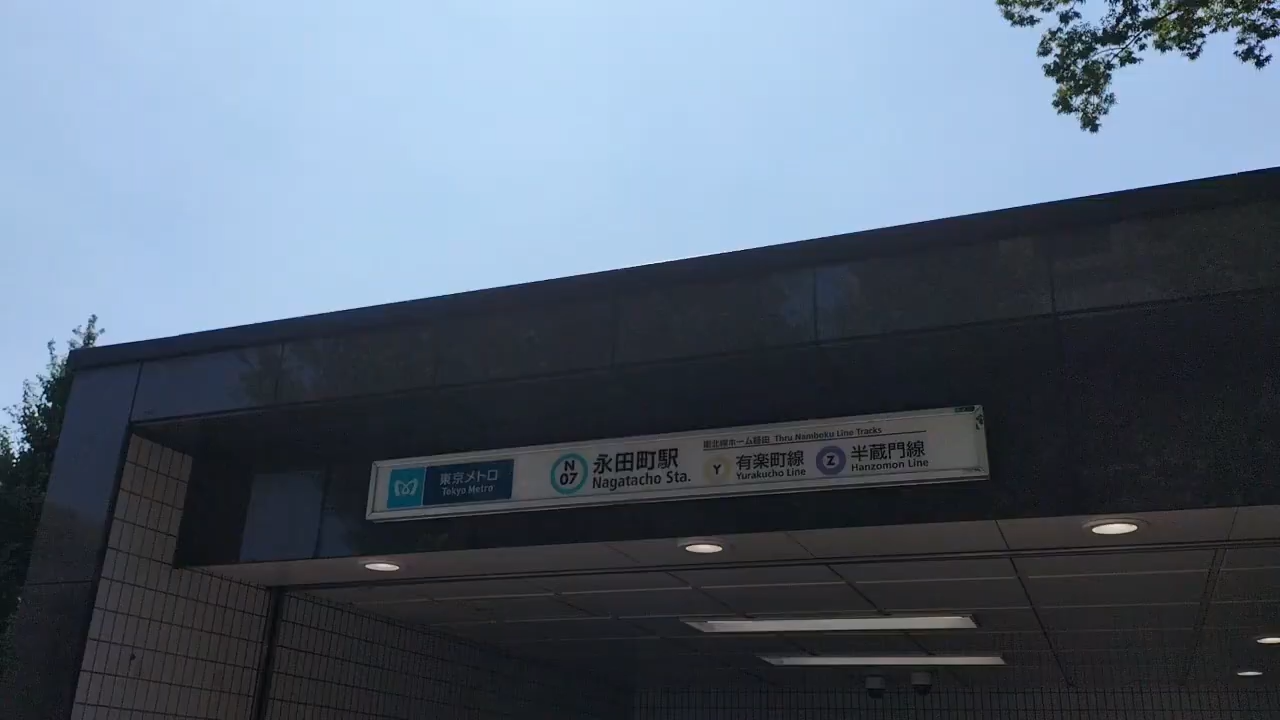 東京メトロ
Tokyo Metro
N
07
永田町駅
Nagatacho Sta.
南北線ホーム経由 Thru Namboku Line Tracks
Y
有楽町線
Yurakucho Line
Z
半蔵門線
Hanzomon Line